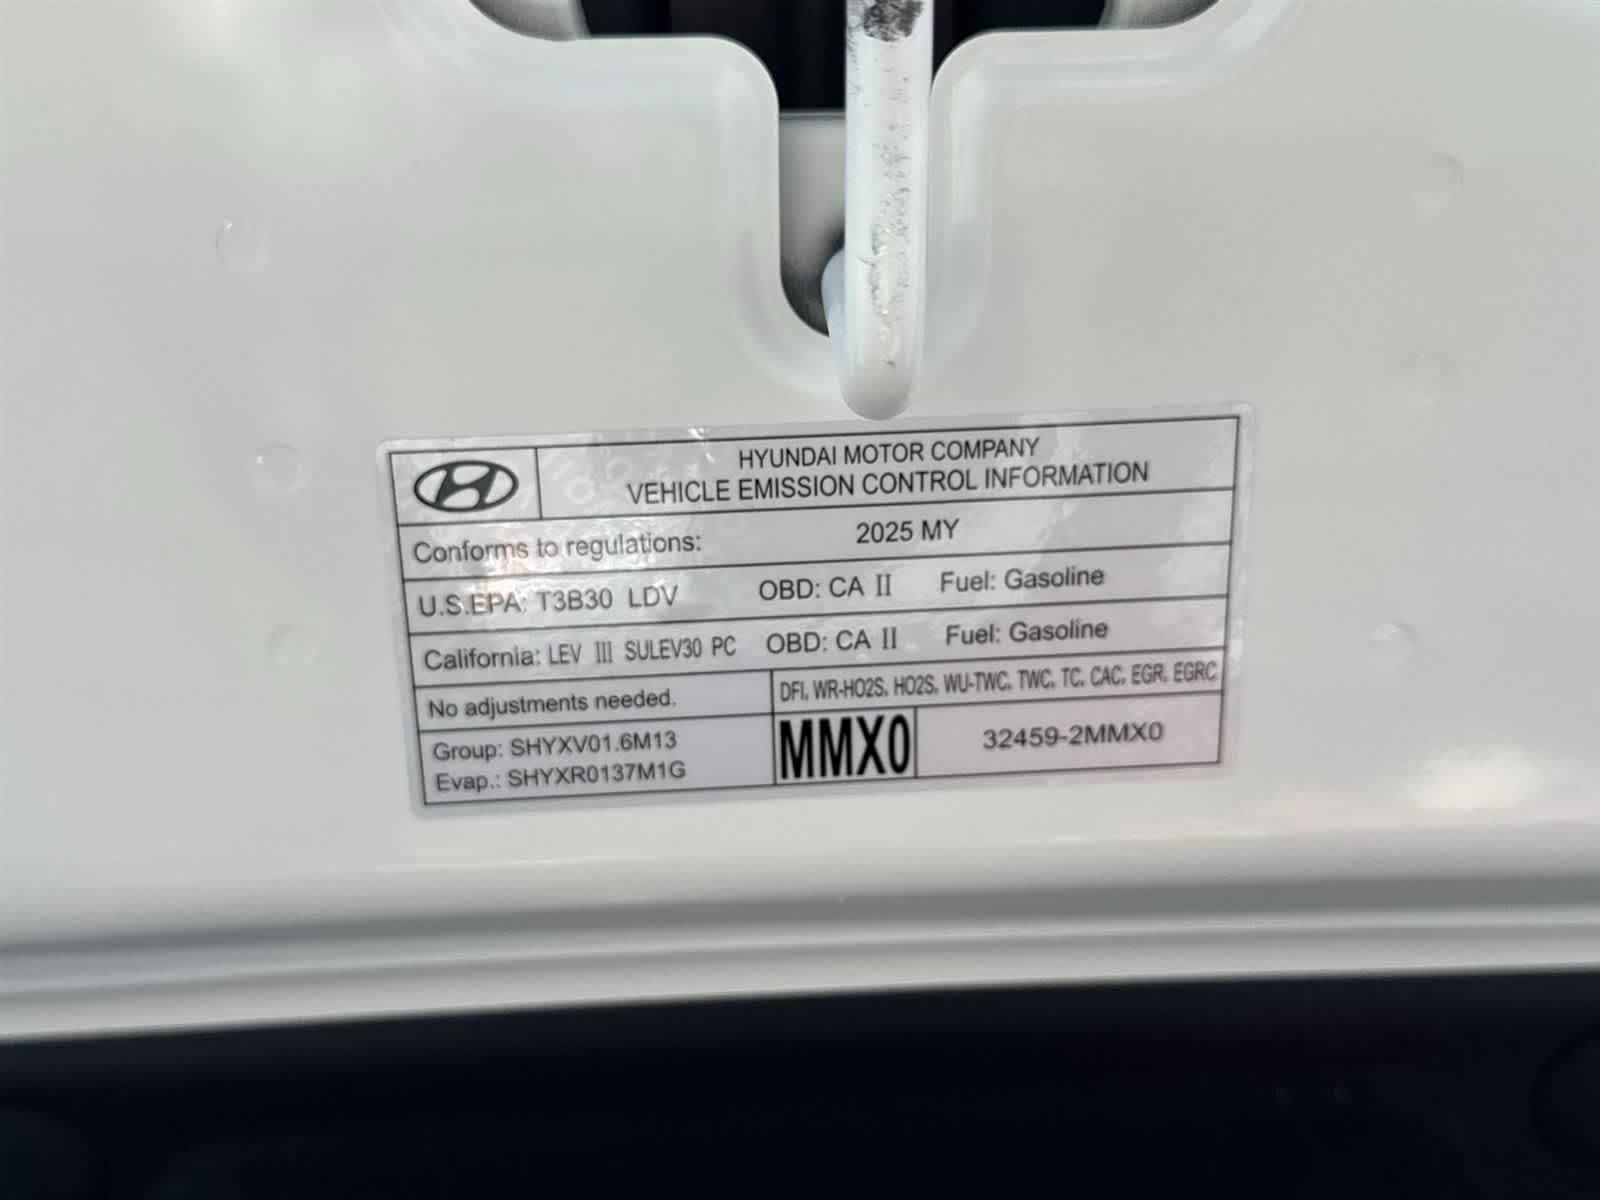 HYUNDAI MOTOR COMPANY
VEHICLE EMISSION CONTROL INFORMATION
Conforms to regulations: 2025 MY
U.S.EPA: T3B30 LDV OBD: CA II Fuel: Gasoline
California: LEV III SULEV30 PC OBD: CA II Fuel: Gasoline
No adjustments needed. DFI, WR-HO2S, HO2S, WU-TWC, TWC, TC, CAC, EGR, EGRC
Group: SHYXV01.6M13
Evap.: SHYXR0137M1G
MMX0 32459-2MMX0